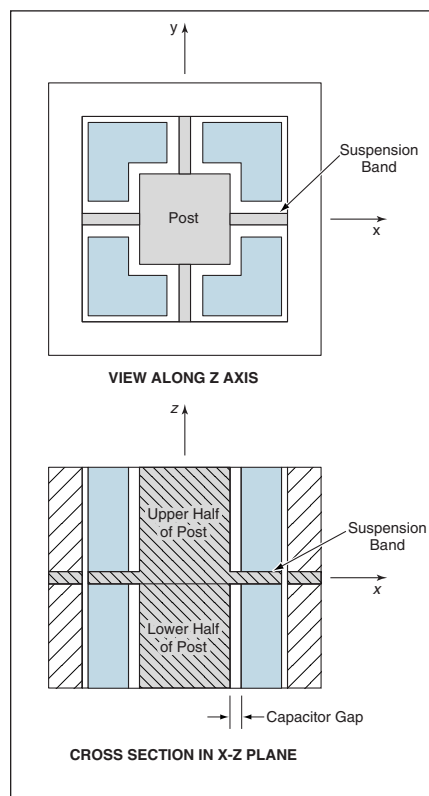 y
Suspension
Band
Post
x
VIEW ALONG Z AXIS
z
Upper Half
of Post
Suspension
Band
x
Lower Half
of Post
Capacitor Gap
CROSS SECTION IN X-Z PLANE